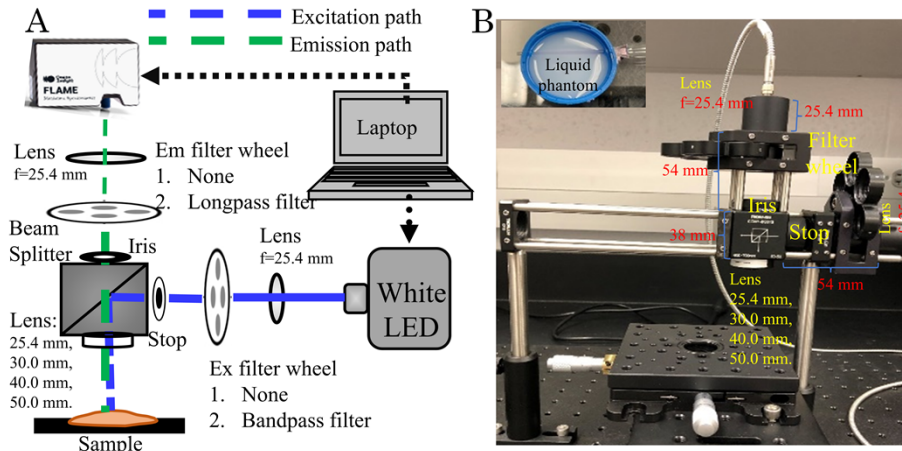 A
Excitation path
Emission path
FLAME
Laptop
Lens
f=25.4 mm
Em filter wheel
1. None
2. Longpass filter
Beam
Splitter
Iris
Lens
f=25.4 mm
White
LED
Stop
Lens:
25.4 mm,
30.0 mm,
40.0 mm,
50.0 mm.
Ex filter wheel
1. None
2. Bandpass filter
Sample
B
Liquid
phantom
Lens
f=25.4 mm
25.4 mm
Filter
wheel
54 mm
Iris
38 mm
Stop
Lens
54 mm
Lens
25.4 mm,
30.0 mm,
40.0 mm,
50.0 mm.